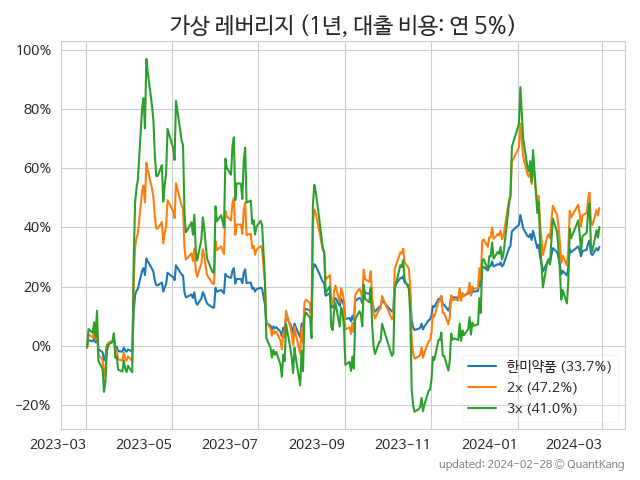 가상 레버리지 (1년, 대출 비용: 연 5%)
100%
80%
60%
40%
20%
0%
−20%
2023-03
2023-05
2023-07
2023-09
2023-11
2024-01
2024-03
한미약품 (33.7%)
2x (47.2%)
3x (41.0%)
updated: 2024-02-28 © QuantKang